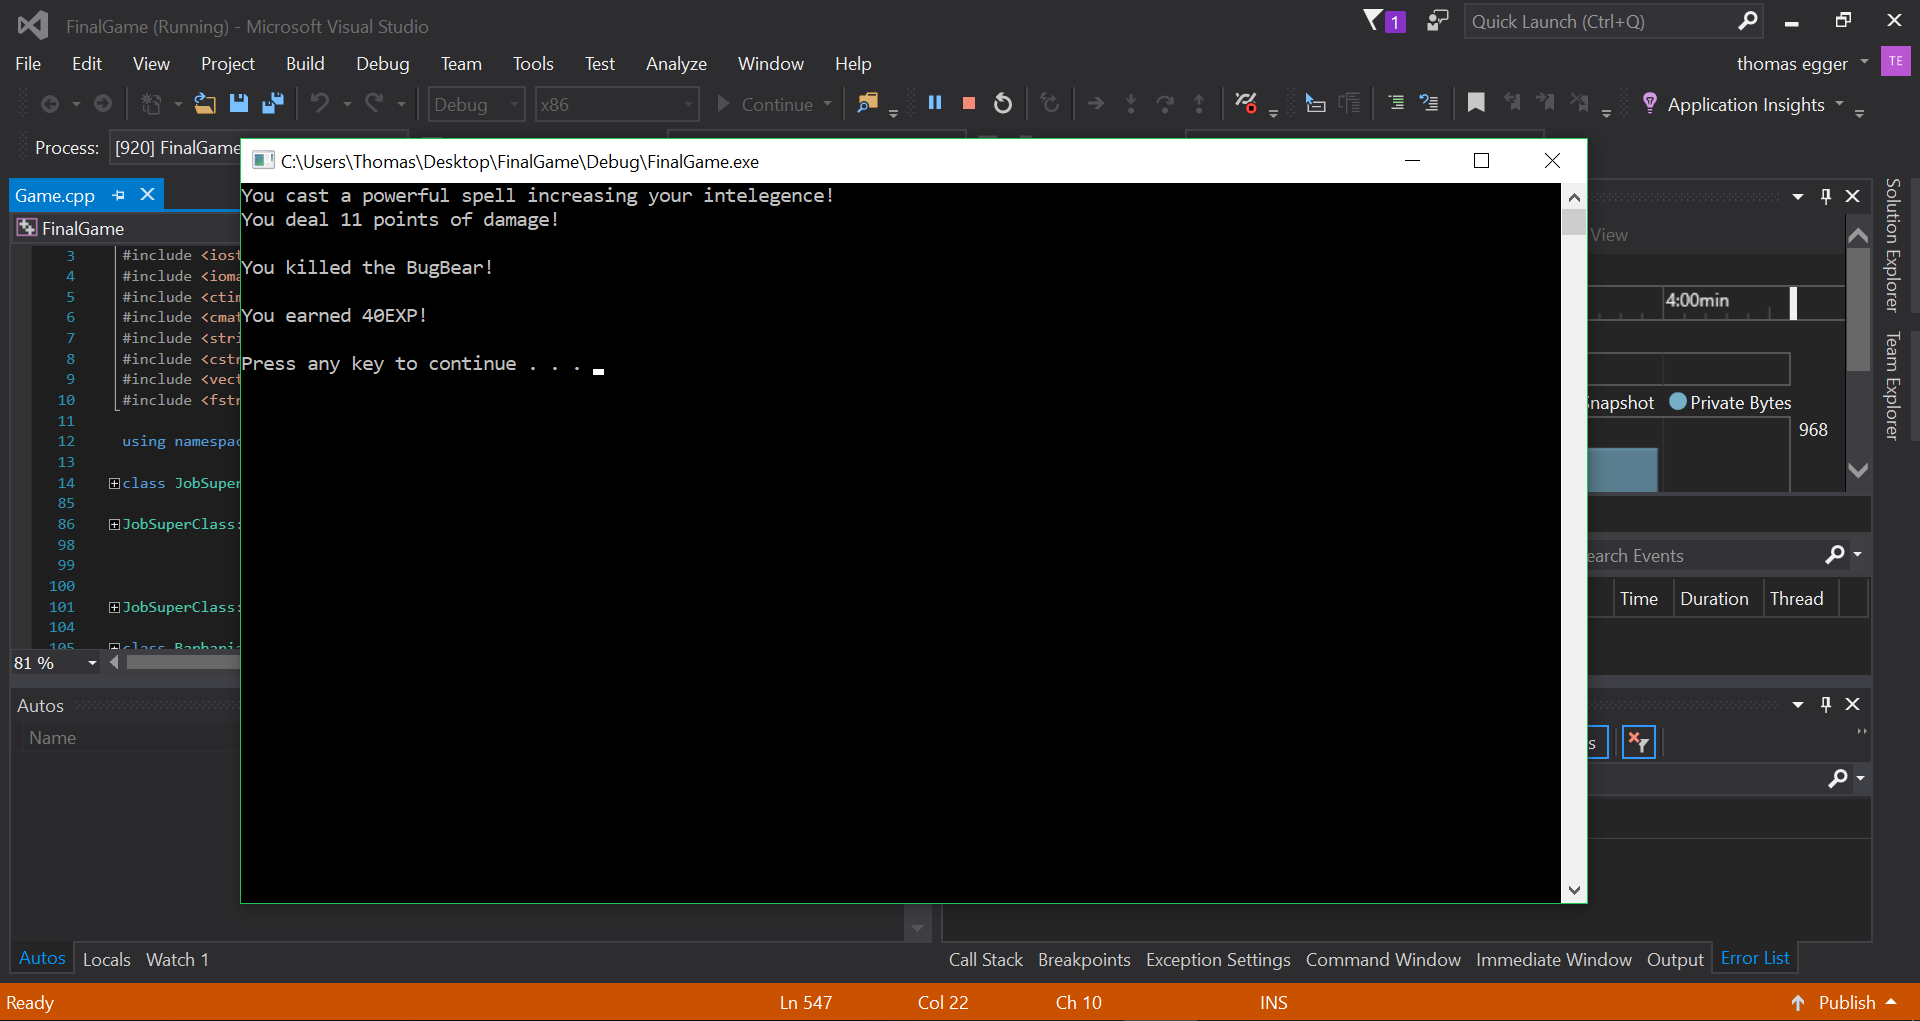 FinalGame (Running) - Microsoft Visual Studio
1
Quick Launch (Ctrl+Q)
File Edit View Project Build Debug Team Tools Test Analyze Window Help
thomas egger TE
Debug x86 Continue Application Insights
Process: [920] FinalGame
C:\Users\Thomas\Desktop\FinalGame\Debug\FinalGame.exe
You cast a powerful spell increasing your intelegence!
You deal 11 points of damage!
You killed the BugBear!
You earned 40EXP!
Press any key to continue . . .
Game.cpp
FinalGame
3 #include <iost
4 #include <ioma
5 #include <ctim
6 #include <cmat
7 #include <stri
8 #include <cstr
9 #include <vect
10 #include <fstr
11
12 using namespac
13
14 class JobSuper
85
86 JobSuperClass:
98
99
100
101 JobSuperClass:
104
105
81 %
View
4:00min
Snapshot Private Bytes
968
earch Events
Time Duration Thread
Solution Explorer
Team Explorer
Autos
Name
s
Autos Locals Watch 1
Call Stack Breakpoints Exception Settings Command Window Immediate Window Output Error List
Ready Ln 547 Col 22 Ch 10 INS Publish